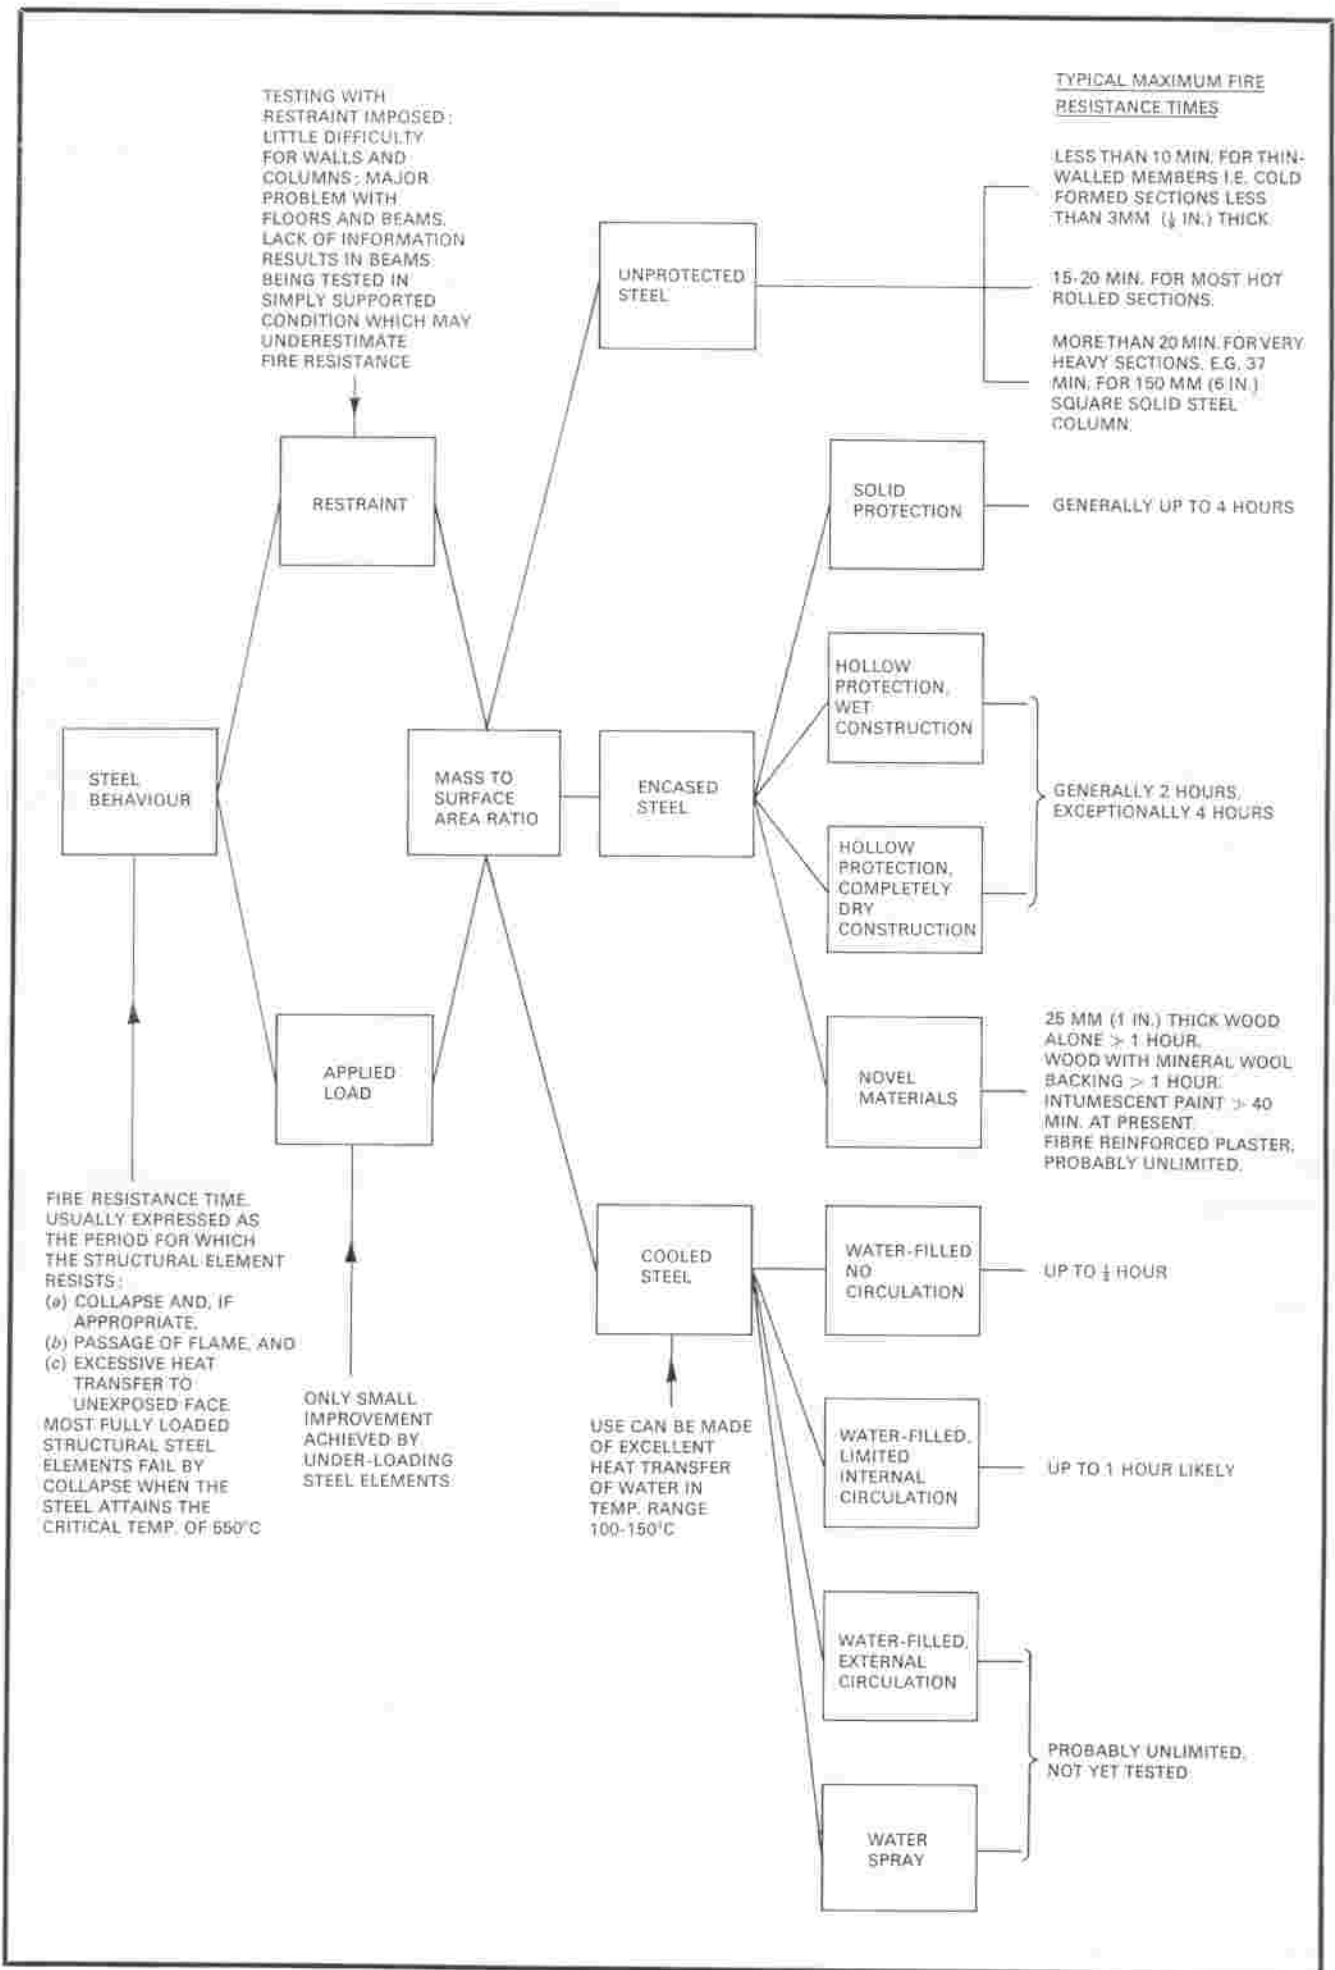 TYPICAL MAXIMUM FIRE
RESISTANCE TIMES
TESTING WITH
RESTRAINT IMPOSED:
LITTLE DIFFICULTY
FOR WALLS AND
COLUMNS; MAJOR
PROBLEM WITH
FLOORS AND BEAMS.
LACK OF INFORMATION
RESULTS IN BEAMS
BEING TESTED IN
SIMPLY SUPPORTED
CONDITION WHICH MAY
UNDERESTIMATE
FIRE RESISTANCE
LESS THAN 10 MIN. FOR THIN-
WALLED MEMBERS I.E. COLD
FORMED SECTIONS LESS
THAN 3MM (⅛ IN.) THICK.
UNPROTECTED
STEEL
15-20 MIN. FOR MOST HOT
ROLLED SECTIONS.
MORE THAN 20 MIN. FOR VERY
HEAVY SECTIONS. E.G. 37
MIN. FOR 150 MM (6 IN.)
SQUARE SOLID STEEL
COLUMN.
RESTRAINT
SOLID
PROTECTION
GENERALLY UP TO 4 HOURS
HOLLOW
PROTECTION,
WET
CONSTRUCTION
STEEL
BEHAVIOUR
MASS TO
SURFACE
AREA RATIO
ENCASED
STEEL
GENERALLY 2 HOURS,
EXCEPTIONALLY 4 HOURS
HOLLOW
PROTECTION,
COMPLETELY
DRY
CONSTRUCTION
APPLIED
LOAD
NOVEL
MATERIALS
25 MM (1 IN.) THICK WOOD
ALONE > 1 HOUR.
WOOD WITH MINERAL WOOL
BACKING > 1 HOUR.
INTUMESCENT PAINT > 40
MIN. AT PRESENT.
FIBRE REINFORCED PLASTER,
PROBABLY UNLIMITED.
FIRE RESISTANCE TIME.
USUALLY EXPRESSED AS
THE PERIOD FOR WHICH
THE STRUCTURAL ELEMENT
RESISTS:
(a) COLLAPSE AND, IF
APPROPRIATE,
(b) PASSAGE OF FLAME, AND
(c) EXCESSIVE HEAT
TRANSFER TO
UNEXPOSED FACE
MOST FULLY LOADED
STRUCTURAL STEEL
ELEMENTS FAIL BY
COLLAPSE WHEN THE
STEEL ATTAINS THE
CRITICAL TEMP. OF 550°C
ONLY SMALL
IMPROVEMENT
ACHIEVED BY
UNDER-LOADING
STEEL ELEMENTS
COOLED
STEEL
USE CAN BE MADE
OF EXCELLENT
HEAT TRANSFER
OF WATER IN
TEMP. RANGE
100-150°C
WATER-FILLED
NO
CIRCULATION
UP TO ½ HOUR
WATER-FILLED,
LIMITED
INTERNAL
CIRCULATION
UP TO 1 HOUR LIKELY
WATER-FILLED,
EXTERNAL
CIRCULATION
PROBABLY UNLIMITED,
NOT YET TESTED
WATER
SPRAY